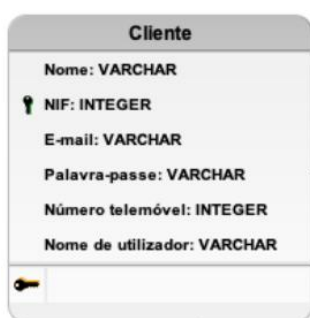 Cliente
Nome: VARCHAR
NIF: INTEGER
E-mail: VARCHAR
Palavra-passe: VARCHAR
Número telemóvel: INTEGER
Nome de utilizador: VARCHAR